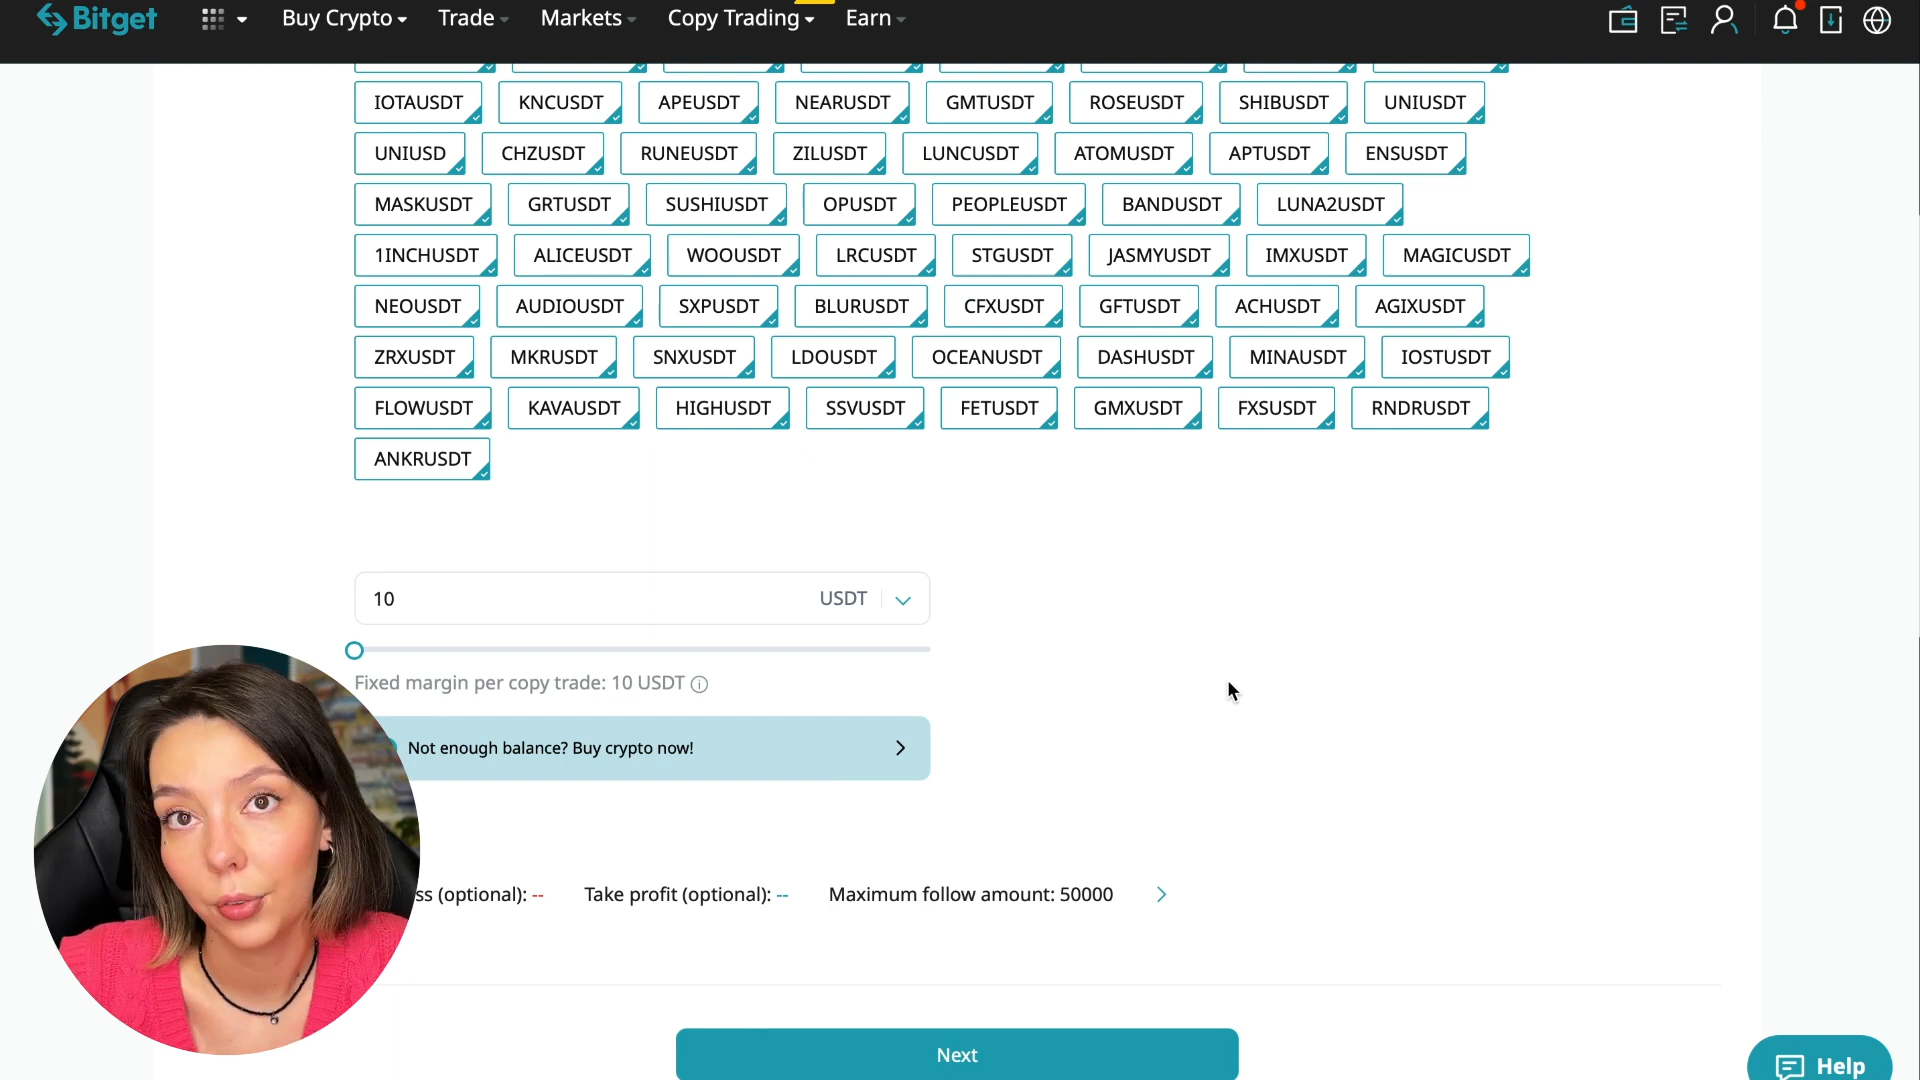 Bitget Buy Crypto Trade Markets Copy Trading Earn
IOTAUSDT KNCUSDT APEUSDT NEARUSDT GMTUSDT ROSEUSDT SHIBUSDT UNIUSDT
UNIUSD CHZUSDT RUNEUSDT ZILUSDT LUNCUSDT ATOMUSDT APTUSDT ENSUSDT
MASKUSDT GRTUSDT SUSHIUSDT OPUSDT PEOPLEUSDT BANDUSDT LUNA2USDT
1INCHUSDT ALICEUSDT WOOUSDT LRCUSDT STGUSDT JASMYUSDT IMXUSDT MAGICUSDT
NEOUSDT AUDIOUSDT SXPUSDT BLURUSDT CFXUSDT GFTUSDT ACHUSDT AGIXUSDT
ZRXUSDT MKRUSDT SNXUSDT LDOUSDT OCEANUSDT DASHUSDT MINAUSDT IOSTUSDT
FLOWUSDT KAVAUSDT HIGHUSDT SSVUSDT FETUSDT GMXUSDT FXSUSDT RNDRUSDT
ANKRUSDT
10 USDT
Fixed margin per copy trade: 10 USDT
Not enough balance? Buy crypto now!
ss (optional): -- Take profit (optional): -- Maximum follow amount: 50000
Next
Help